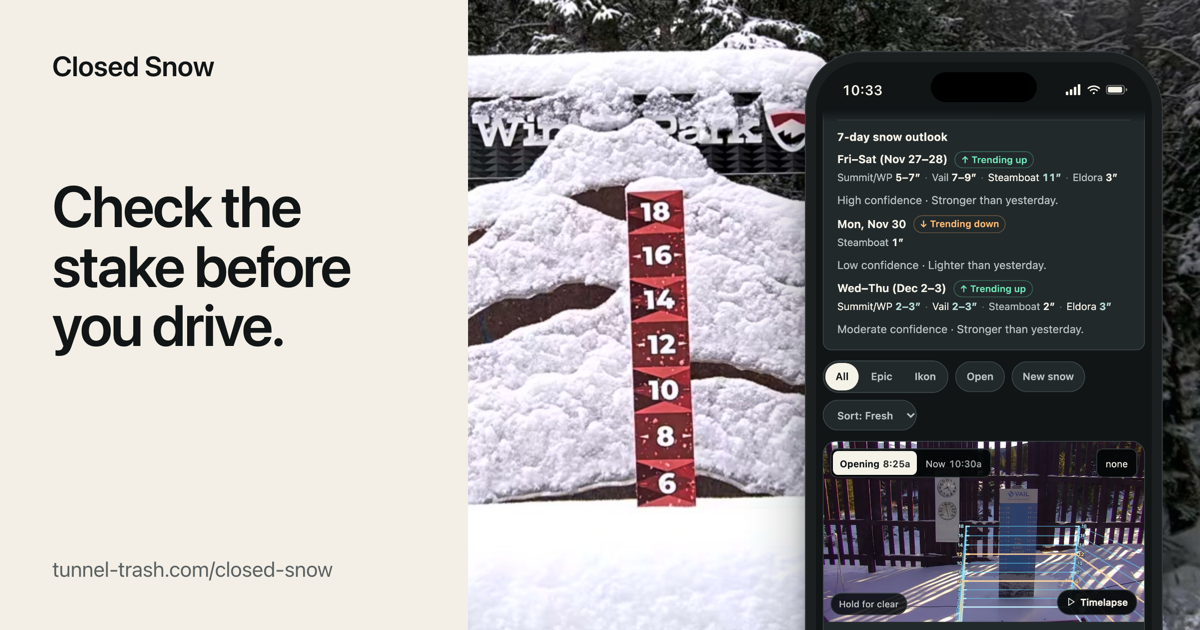 Closed Snow
Check the
stake before
you drive.
tunnel-trash.com/closed-snow
18
16
14
12
10
8
6
10:33
7-day snow outlook
Fri–Sat (Nov 27–28) ↑ Trending up
Summit/WP 5–7″ · Vail 7–9″ · Steamboat 11″ · Eldora 3″
High confidence · Stronger than yesterday.
Mon, Nov 30 ↓ Trending down
Steamboat 1″
Low confidence · Lighter than yesterday.
Wed–Thu (Dec 2–3) ↑ Trending up
Summit/WP 2–3″ · Vail 2–3″ · Steamboat 2″ · Eldora 3″
Moderate confidence · Stronger than yesterday.
All Epic Ikon Open New snow
Sort: Fresh
Opening 8:25a Now 10:30a none
VAIL
Hold for clear Timelapse